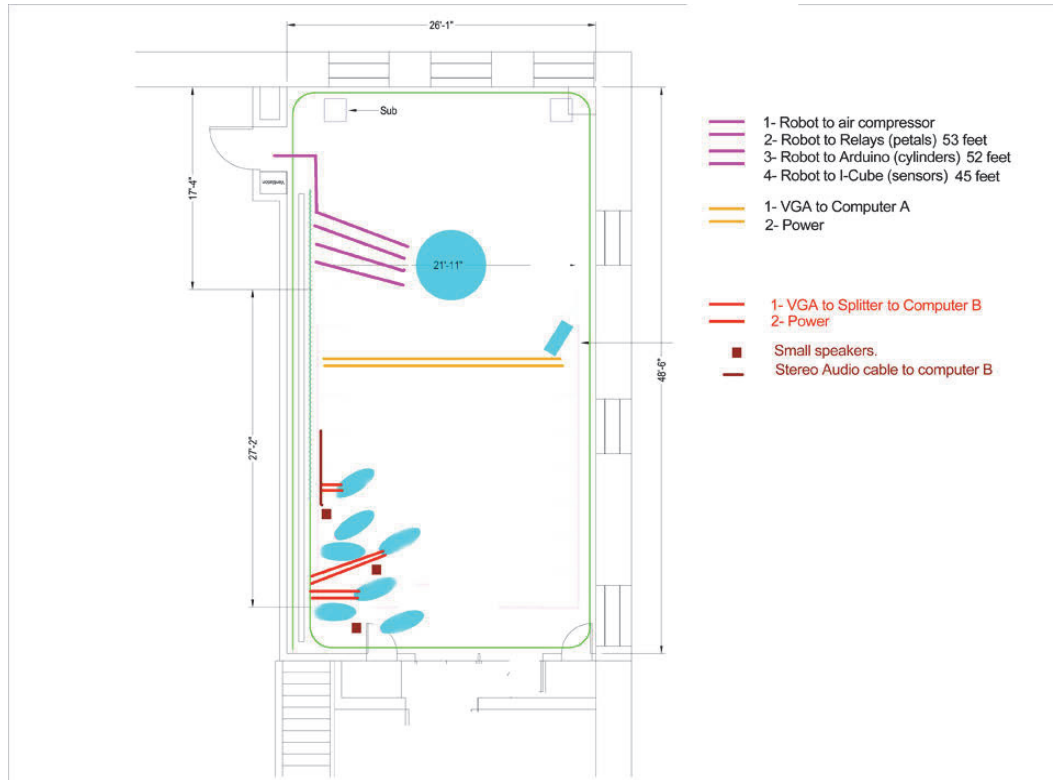 26'-1"
Sub
17'-4"
Ventilation
21'-11"
48'-6"
27'-2"
1- Robot to air compressor
2- Robot to Relays (petals) 53 feet
3- Robot to Arduino (cylinders) 52 feet
4- Robot to I-Cube (sensors) 45 feet
1- VGA to Computer A
2- Power
1- VGA to Splitter to Computer B
2- Power
Small speakers.
Stereo Audio cable to computer B